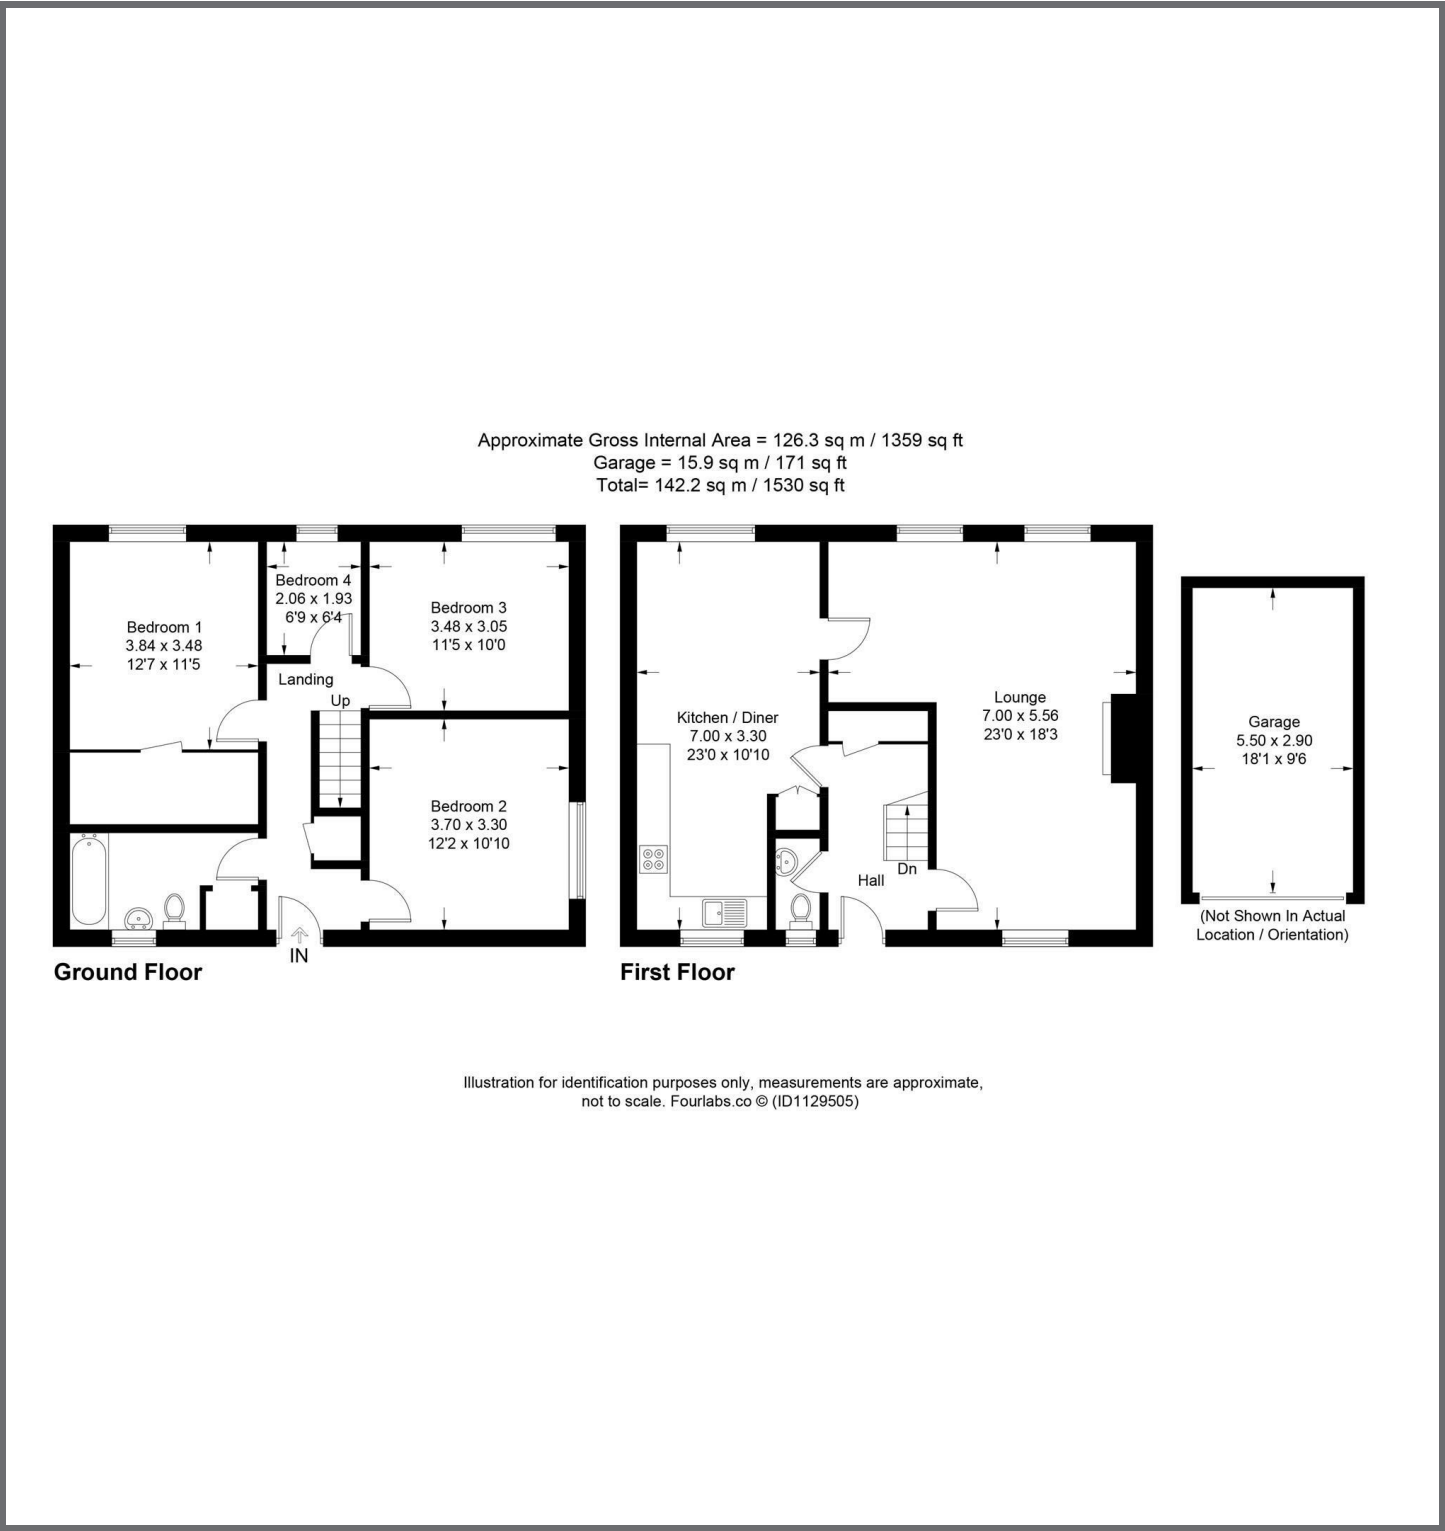 Approximate Gross Internal Area = 126.3 sq m / 1359 sq ft
Garage = 15.9 sq m / 171 sq ft
Total= 142.2 sq m / 1530 sq ft
Bedroom 1
3.84 x 3.48
12'7 x 11'5
Bedroom 4
2.06 x 1.93
6'9 x 6'4
Bedroom 3
3.48 x 3.05
11'5 x 10'0
Landing
Up
Bedroom 2
3.70 x 3.30
12'2 x 10'10
IN
Ground Floor
Kitchen / Diner
7.00 x 3.30
23'0 x 10'10
Lounge
7.00 x 5.56
23'0 x 18'3
Dn
Hall
First Floor
Garage
5.50 x 2.90
18'1 x 9'6
(Not Shown In Actual
Location / Orientation)
Illustration for identification purposes only, measurements are approximate,
not to scale. Fourlabs.co © (ID1129505)